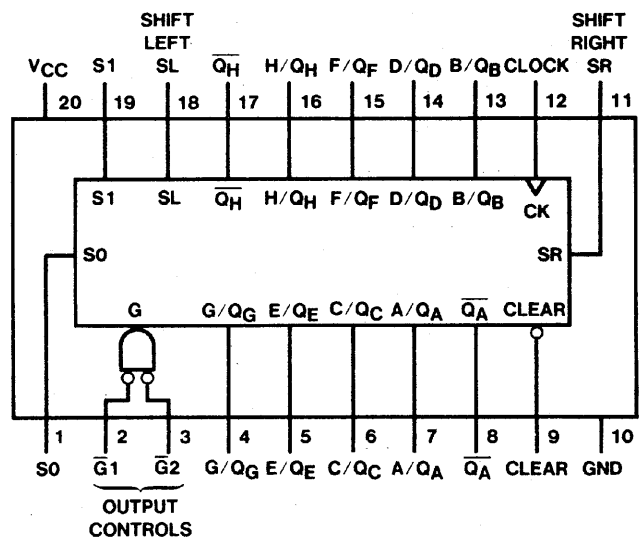 SHIFT LEFT
SHIFT RIGHT
VCC S1 SL Q̅H̅ H/QH F/QF D/QD B/QB CLOCK SR
20 19 18 17 16 15 14 13 12 11
S1 SL Q̅H̅ H/QH F/QF D/QD B/QB CK
S0 SR
G G/QG E/QE C/QC A/QA Q̅A̅ CLEAR
1 2 3 4 5 6 7 8 9 10
S0 G̅1 G̅2 G/QG E/QE C/QC A/QA Q̅A̅ CLEAR GND
OUTPUT
CONTROLS